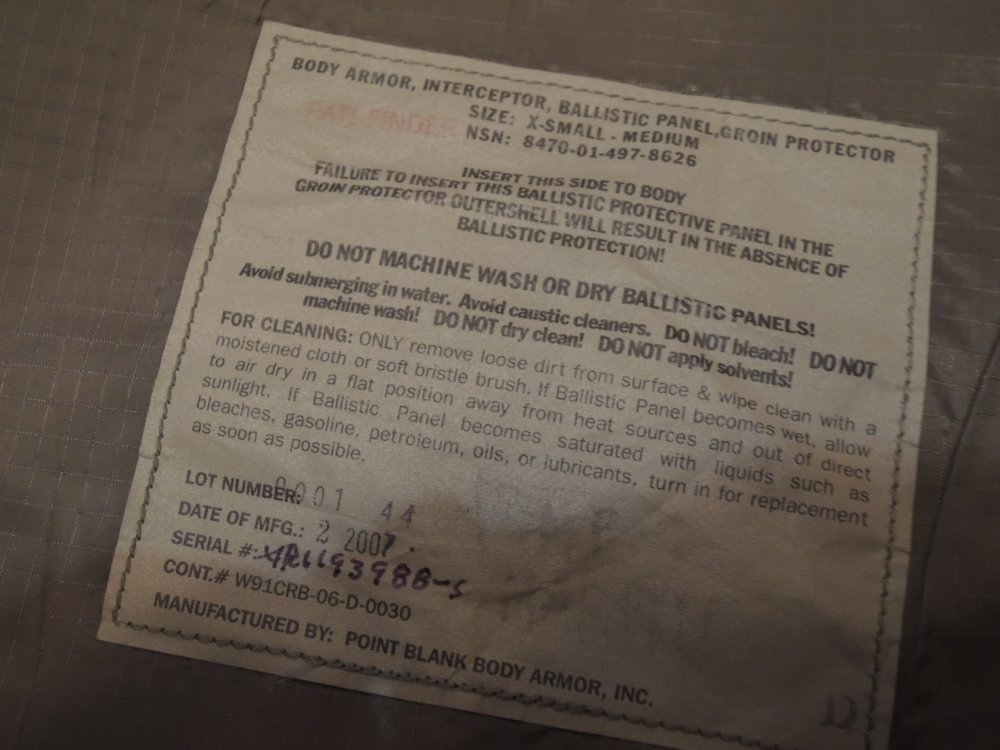 BODY ARMOR, INTERCEPTOR, BALLISTIC PANEL,GROIN PROTECTOR
SIZE: X-SMALL - MEDIUM
NSN: 8470-01-497-8626
INSERT THIS SIDE TO BODY
FAILURE TO INSERT THIS BALLISTIC PROTECTIVE PANEL IN THE
GROIN PROTECTOR OUTERSHELL WILL RESULT IN THE ABSENCE OF
BALLISTIC PROTECTION!
DO NOT MACHINE WASH OR DRY BALLISTIC PANELS!
Avoid submerging in water. Avoid caustic cleaners. DO NOT bleach! DO NOT
machine wash! DO NOT dry clean! DO NOT apply solvents!
FOR CLEANING: ONLY remove loose dirt from surface & wipe clean with a
moistened cloth or soft bristle brush. If Ballistic Panel becomes wet, allow
to air dry in a flat position away from heat sources and out of direct
sunlight. If Ballistic Panel becomes saturated with liquids such as
bleaches, gasoline, petroleum, oils, or lubricants, turn in for replacement
as soon as possible.
LOT NUMBER: 0001 44
DATE OF MFG.: 2 2007
SERIAL #:
CONT.# W91CRB-06-D-0030
MANUFACTURED BY: POINT BLANK BODY ARMOR, INC.
D